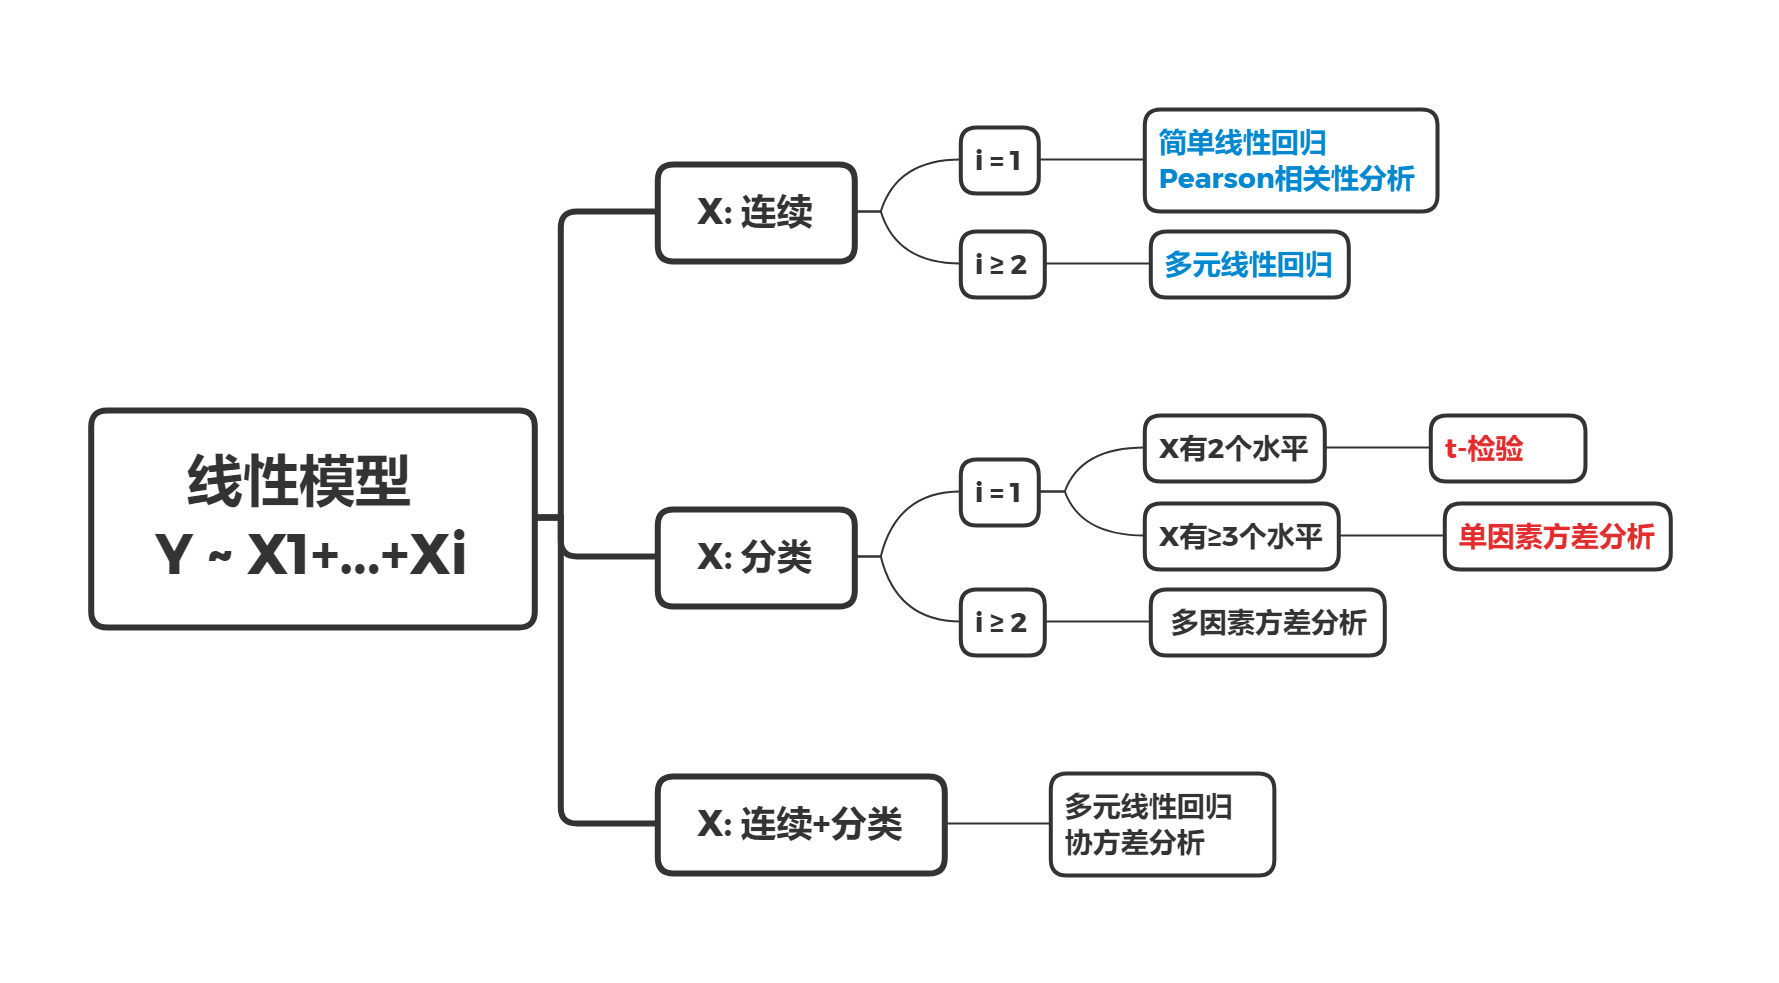 线性模型
Y ~ X1+...+Xi
X: 连续
i = 1
简单线性回归
Pearson相关性分析
i ≥ 2
多元线性回归
X: 分类
i = 1
X有2个水平
t-检验
X有≥3个水平
单因素方差分析
i ≥ 2
多因素方差分析
X: 连续+分类
多元线性回归
协方差分析